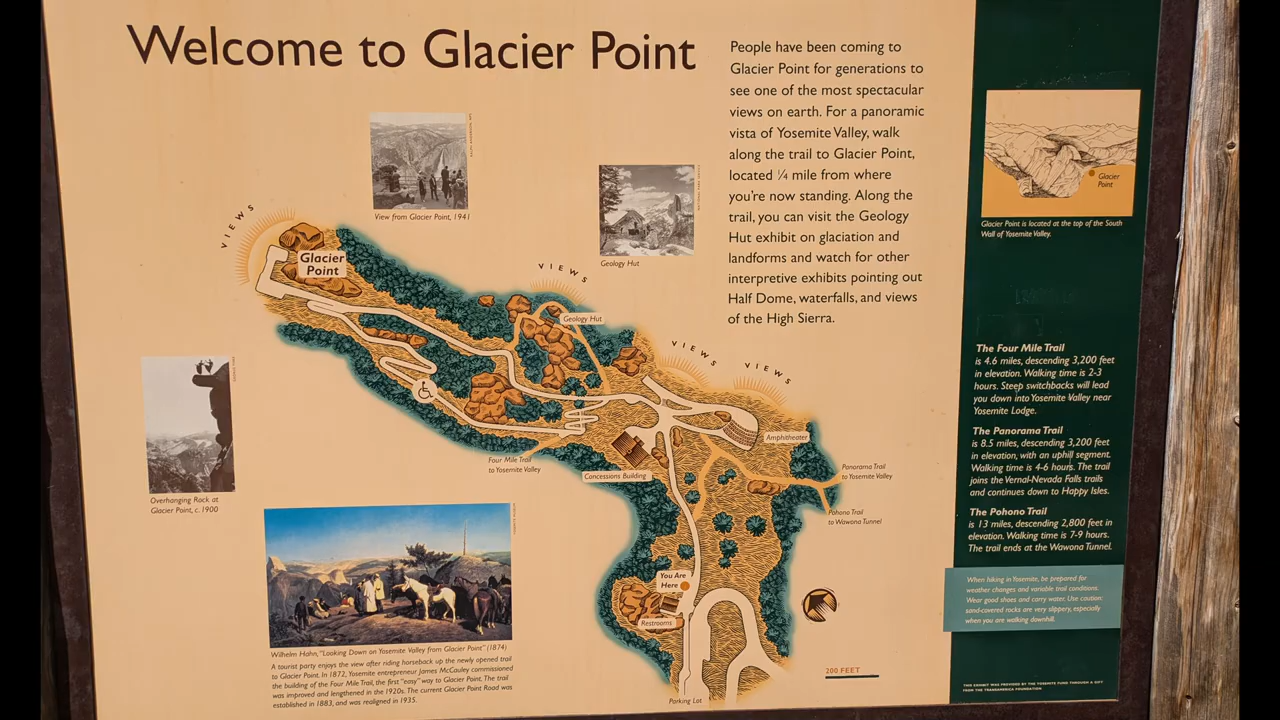 Welcome to Glacier Point
People have been coming to
Glacier Point for generations to
see one of the most spectacular
views on earth. For a panoramic
vista of Yosemite Valley, walk
along the trail to Glacier Point,
located ¼ mile from where
you're now standing. Along the
trail, you can visit the Geology
Hut exhibit on glaciation and
landforms and watch for other
interpretive exhibits pointing out
Half Dome, waterfalls, and views
of the High Sierra.
View from Glacier Point, 1941
Geology Hut
VIEWS
Glacier
Point
VIEWS
Geology Hut
VIEWS
VIEWS
Overhanging Rock at
Glacier Point, c. 1900
Four Mile Trail
to Yosemite Valley
Concessions Building
Amphitheater
Panorama Trail
to Yosemite Valley
Pohono Trail
to Wawona Tunnel
You Are
Here
Restrooms
Parking Lot
200 FEET
Wilhelm Hahn, "Looking Down on Yosemite Valley from Glacier Point" (1874)
A tourist party enjoys the view after riding horseback up the newly opened trail
to Glacier Point. In 1872, Yosemite entrepreneur James McCauley commissioned
the building of the Four Mile Trail, the first "easy" way to Glacier Point. The trail
was improved and lengthened in the 1920s. The current Glacier Point Road was
established in 1883, and was realigned in 1935.
Glacier
Point
Glacier Point is located at the top of the South
Wall of Yosemite Valley.
The Four Mile Trail
is 4.6 miles, descending 3,200 feet
in elevation. Walking time is 2-3
hours. Steep switchbacks will lead
you down into Yosemite Valley near
Yosemite Lodge.
The Panorama Trail
is 8.5 miles, descending 3,200 feet
in elevation, with an uphill segment.
Walking time is 4-6 hours. The trail
joins the Vernal-Nevada Falls trails
and continues down to Happy Isles.
The Pohono Trail
is 13 miles, descending 2,800 feet in
elevation. Walking time is 7-9 hours.
The trail ends at the Wawona Tunnel.
When hiking in Yosemite, be prepared for
weather changes and variable trail conditions.
Wear good shoes and carry water. Use caution:
sand-covered rocks are very slippery, especially
when you are walking downhill.
THIS EXHIBIT WAS PROVIDED BY THE YOSEMITE FUND THROUGH A GIFT
FROM THE TRANSAMERICA FOUNDATION